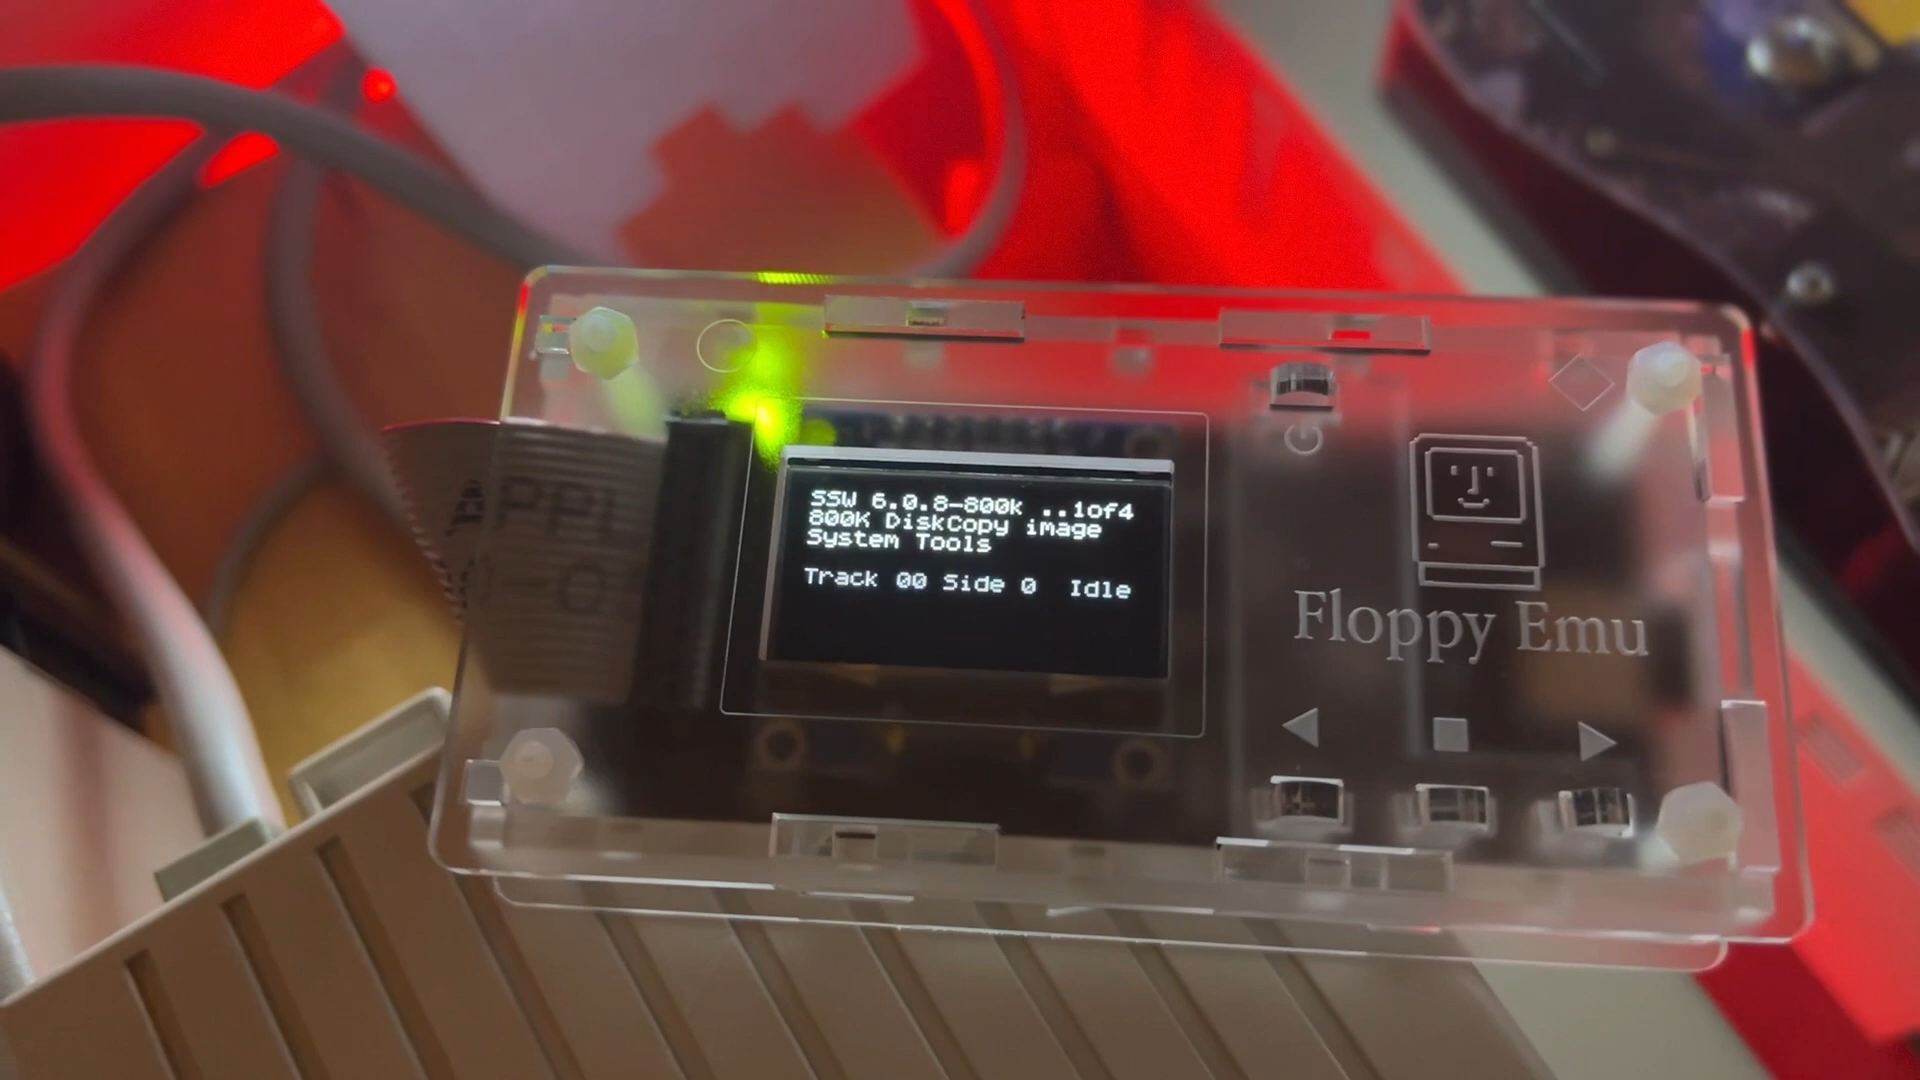 SSW 6.0.8-800k ..1of4
800K DiskCopy image
System Tools
Track 00 Side 0 Idle
Floppy Emu